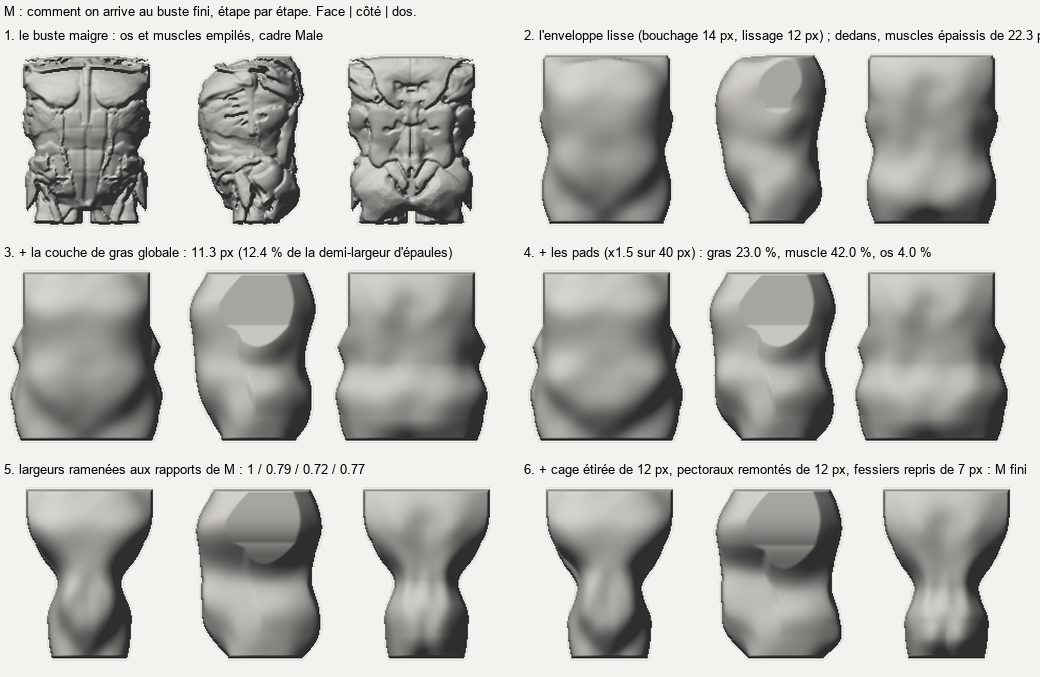 M : comment on arrive au buste fini, étape par étape. Face | côté | dos.
1. le buste maigre : os et muscles empilés, cadre Male
2. l'enveloppe lisse (bouchage 14 px, lissage 12 px) ; dedans, muscles épaissis de 22.3
3. + la couche de gras globale : 11.3 px (12.4 % de la demi-largeur d'épaules)
4. + les pads (x1.5 sur 40 px) : gras 23.0 %, muscle 42.0 %, os 4.0 %
5. largeurs ramenées aux rapports de M : 1 / 0.79 / 0.72 / 0.77
6. + cage étirée de 12 px, pectoraux remontés de 12 px, fessiers repris de 7 px : M fini